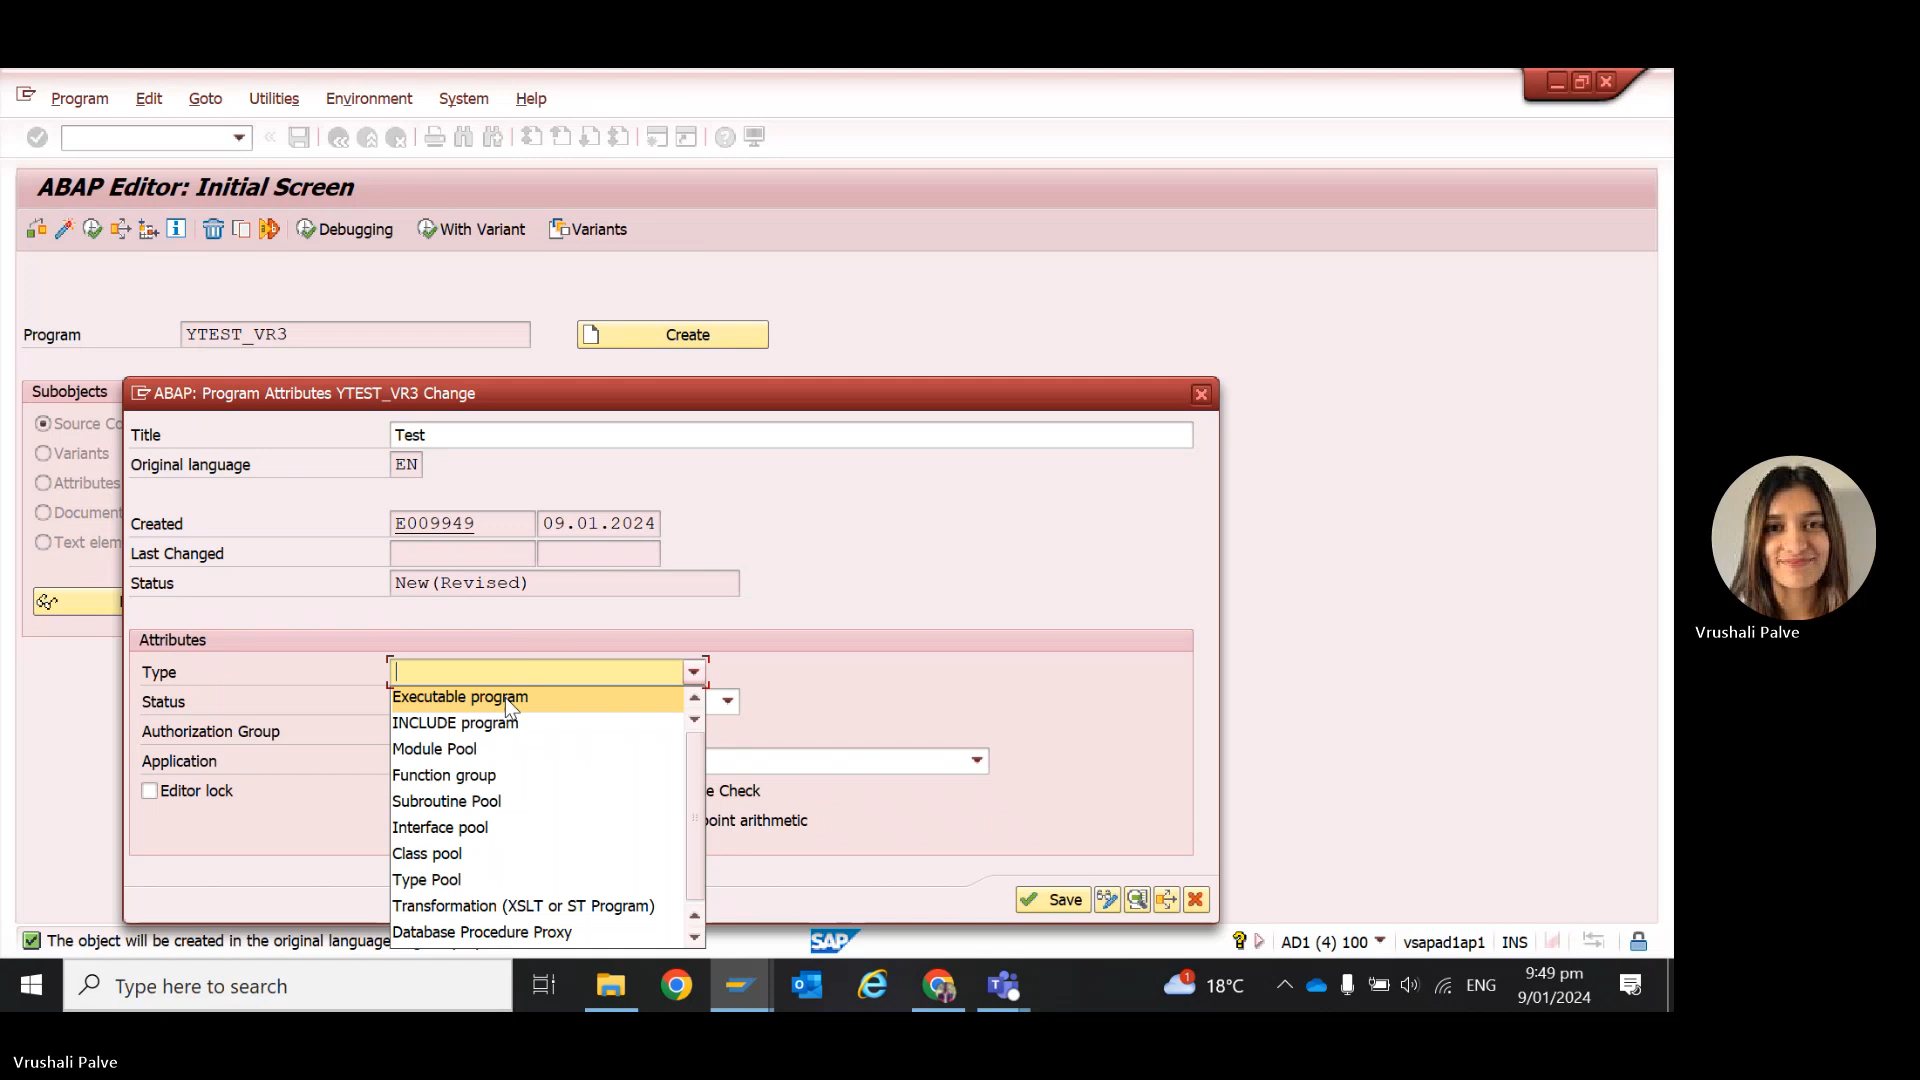 Program Edit Goto Utilities Environment System Help
ABAP Editor: Initial Screen
Debugging With Variant Variants
Program YTEST_VR3 Create
Subobjects
Source Co
Variants
Attributes
Document
Text elem
ABAP: Program Attributes YTEST_VR3 Change
Title Test
Original language EN
Created E009949 09.01.2024
Last Changed
Status New(Revised)
Attributes
Type
Status
Authorization Group
Application
Editor lock
e Check
point arithmetic
Executable program
INCLUDE program
Module Pool
Function group
Subroutine Pool
Interface pool
Class pool
Type Pool
Transformation (XSLT or ST Program)
Database Procedure Proxy
Save
The object will be created in the original language
SAP
AD1 (4) 100 vsapad1ap1 INS
Type here to search
1
18°C
ENG
9:49 pm
9/01/2024
Vrushali Palve
Vrushali Palve